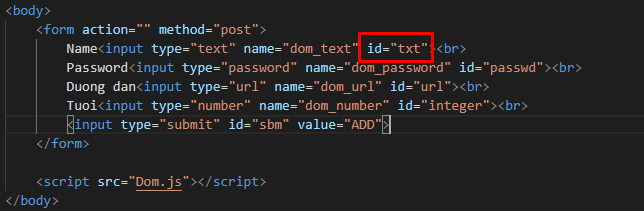 <body>
<form action="" method="post">
Name<input type="text" name="dom_text" id="txt"><br>
Password<input type="password" name="dom_password" id="passwd"><br>
Duong dan<input type="url" name="dom_url" id="url"><br>
Tuoi<input type="number" name="dom_number" id="integer"><br>
<input type="submit" id="sbm" value="ADD">
</form>
<script src="Dom.js"></script>
</body>